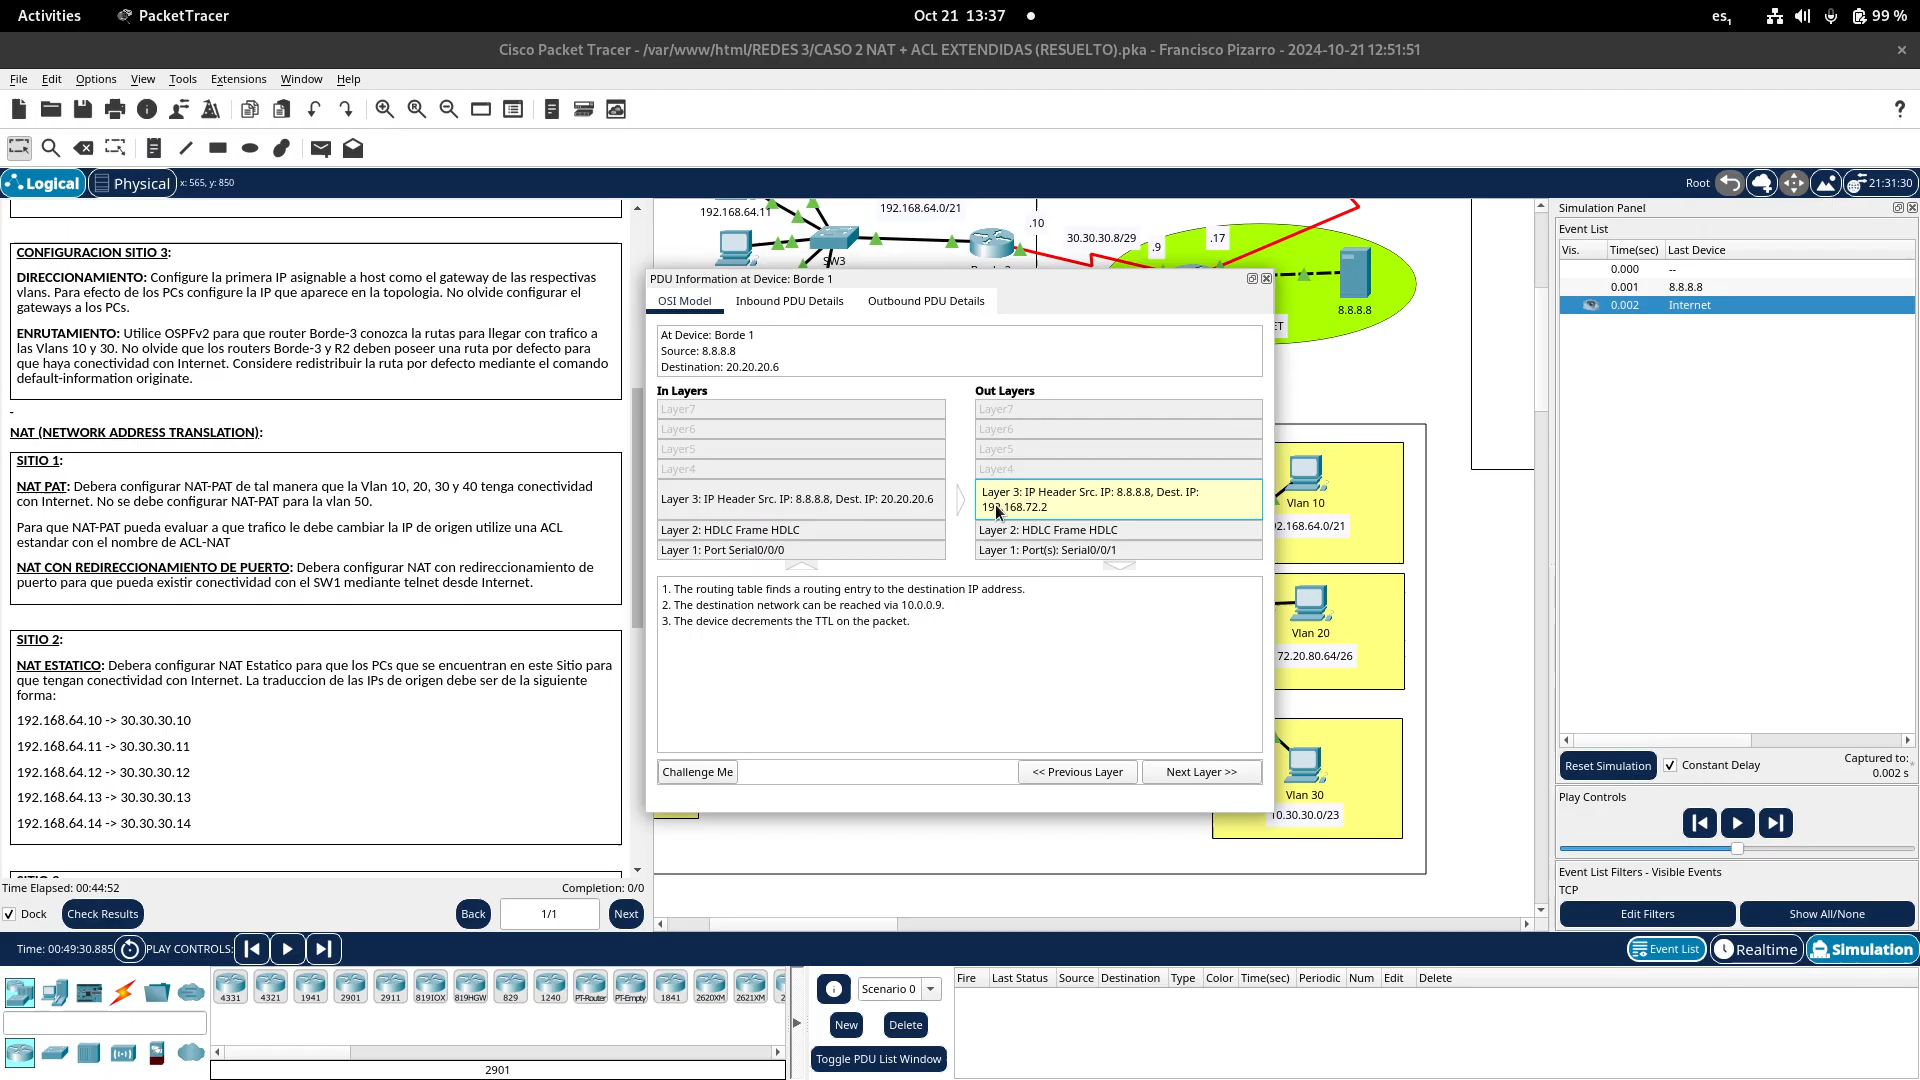 Activities
PacketTracer
Oct 21 13:37
es1
99 %
Cisco Packet Tracer - /var/www/html/REDES 3/CASO 2 NAT + ACL EXTENDIDAS (RESUELTO).pka - Francisco Pizarro - 2024-10-21 12:51:51
File Edit Options View Tools Extensions Window Help
Logical
Physical
x: 565, y: 850
Root
21:31:30
CONFIGURACION SITIO 3:
DIRECCIONAMIENTO: Configure la primera IP asignable a host como el gateway de las respectivas
vlans. Para efecto de los PCs configure la IP que aparece en la topologia. No olvide configurar el
gateway a los PCs.
ENRUTAMIENTO: Utilice OSPFv2 para que router Borde-3 conozca la rutas para llegar con trafico a
las Vlans 10 y 30. No olvide que los routers Borde-3 y R2 deben poseer una ruta por defecto para
que haya conectividad con Internet. Considere redistribuir la ruta por defecto mediante el comando
default-information originate.
-
NAT (NETWORK ADDRESS TRANSLATION):
SITIO 1:
NAT PAT: Debera configurar NAT-PAT de tal manera que la Vlan 10, 20, 30 y 40 tenga conectividad
con Internet. No se debe configurar NAT-PAT para la vlan 50.
Para que NAT-PAT pueda evaluar a que trafico le debe cambiar la IP de origen utilize una ACL
estandar con el nombre de ACL-NAT
NAT CON REDIRECCIONAMIENTO DE PUERTO: Debera configurar NAT con redireccionamiento de
puerto para que pueda existir conectividad con el SW1 mediante telnet desde Internet.
SITIO 2:
NAT ESTATICO: Debera configurar NAT Estatico para que los PCs que se encuentran en este Sitio para
que tengan conectividad con Internet. La traduccion de las IPs de origen debe ser de la siguiente
forma:
192.168.64.10 -> 30.30.30.10
192.168.64.11 -> 30.30.30.11
192.168.64.12 -> 30.30.30.12
192.168.64.13 -> 30.30.30.13
192.168.64.14 -> 30.30.30.14
Time Elapsed: 00:44:52
Completion: 0/0
Dock
Check Results
Back
1/1
Next
192.168.64.11
192.168.64.0/21
.10
30.30.30.8/29
.9
.17
SW3
8.8.8.8
PDU Information at Device: Borde 1
OSI Model
Inbound PDU Details
Outbound PDU Details
At Device: Borde 1
Source: 8.8.8.8
Destination: 20.20.20.6
In Layers
Out Layers
Layer7
Layer7
Layer6
Layer6
Layer5
Layer5
Layer4
Layer4
Layer 3: IP Header Src. IP: 8.8.8.8, Dest. IP: 20.20.20.6
Layer 3: IP Header Src. IP: 8.8.8.8, Dest. IP:
192.168.72.2
Layer 2: HDLC Frame HDLC
Layer 2: HDLC Frame HDLC
Layer 1: Port Serial0/0/0
Layer 1: Port(s): Serial0/0/1
1. The routing table finds a routing entry to the destination IP address.
2. The destination network can be reached via 10.0.0.9.
3. The device decrements the TTL on the packet.
Challenge Me
<< Previous Layer
Next Layer >>
Vlan 10
2.168.64.0/21
Vlan 20
72.20.80.64/26
Vlan 30
10.30.30.0/23
Simulation Panel
Event List
Vis. Time(sec) Last Device
0.000 --
0.001 8.8.8.8
0.002 Internet
Reset Simulation
Constant Delay
Captured to:
0.002 s
Play Controls
Event List Filters - Visible Events
TCP
Edit Filters
Show All/None
Time: 00:49:30.885
PLAY CONTROLS:
Event List
Realtime
Simulation
4331 4321 1941 2901 2911 819IOX 819HGW 829 1240 PT-Router PT-Empty 1841 2620XM 2621XM 2
2901
Scenario 0
New
Delete
Toggle PDU List Window
Fire Last Status Source Destination Type Color Time(sec) Periodic Num Edit Delete